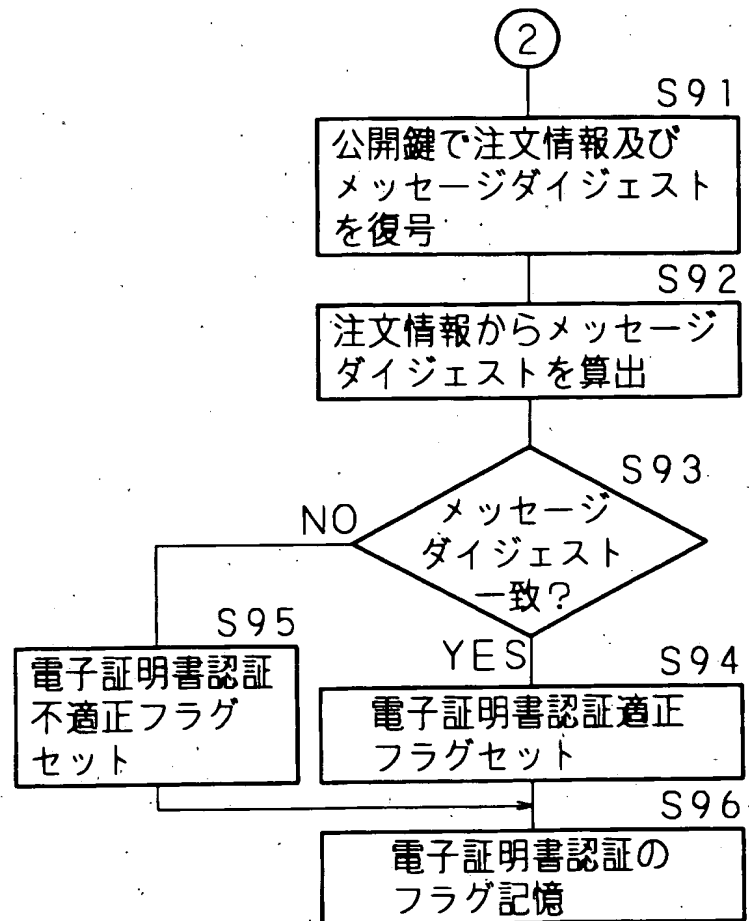 2
S91
公開鍵で注文情報及び
メッセージダイジェスト
を復号
S92
注文情報からメッセージ
ダイジェストを算出
S93
メッセージ
ダイジェスト
一致？
NO
YES
S95
電子証明書認証
不適正フラグ
セット
S94
電子証明書認証適正
フラグセット
S96
電子証明書認証の
フラグ記憶